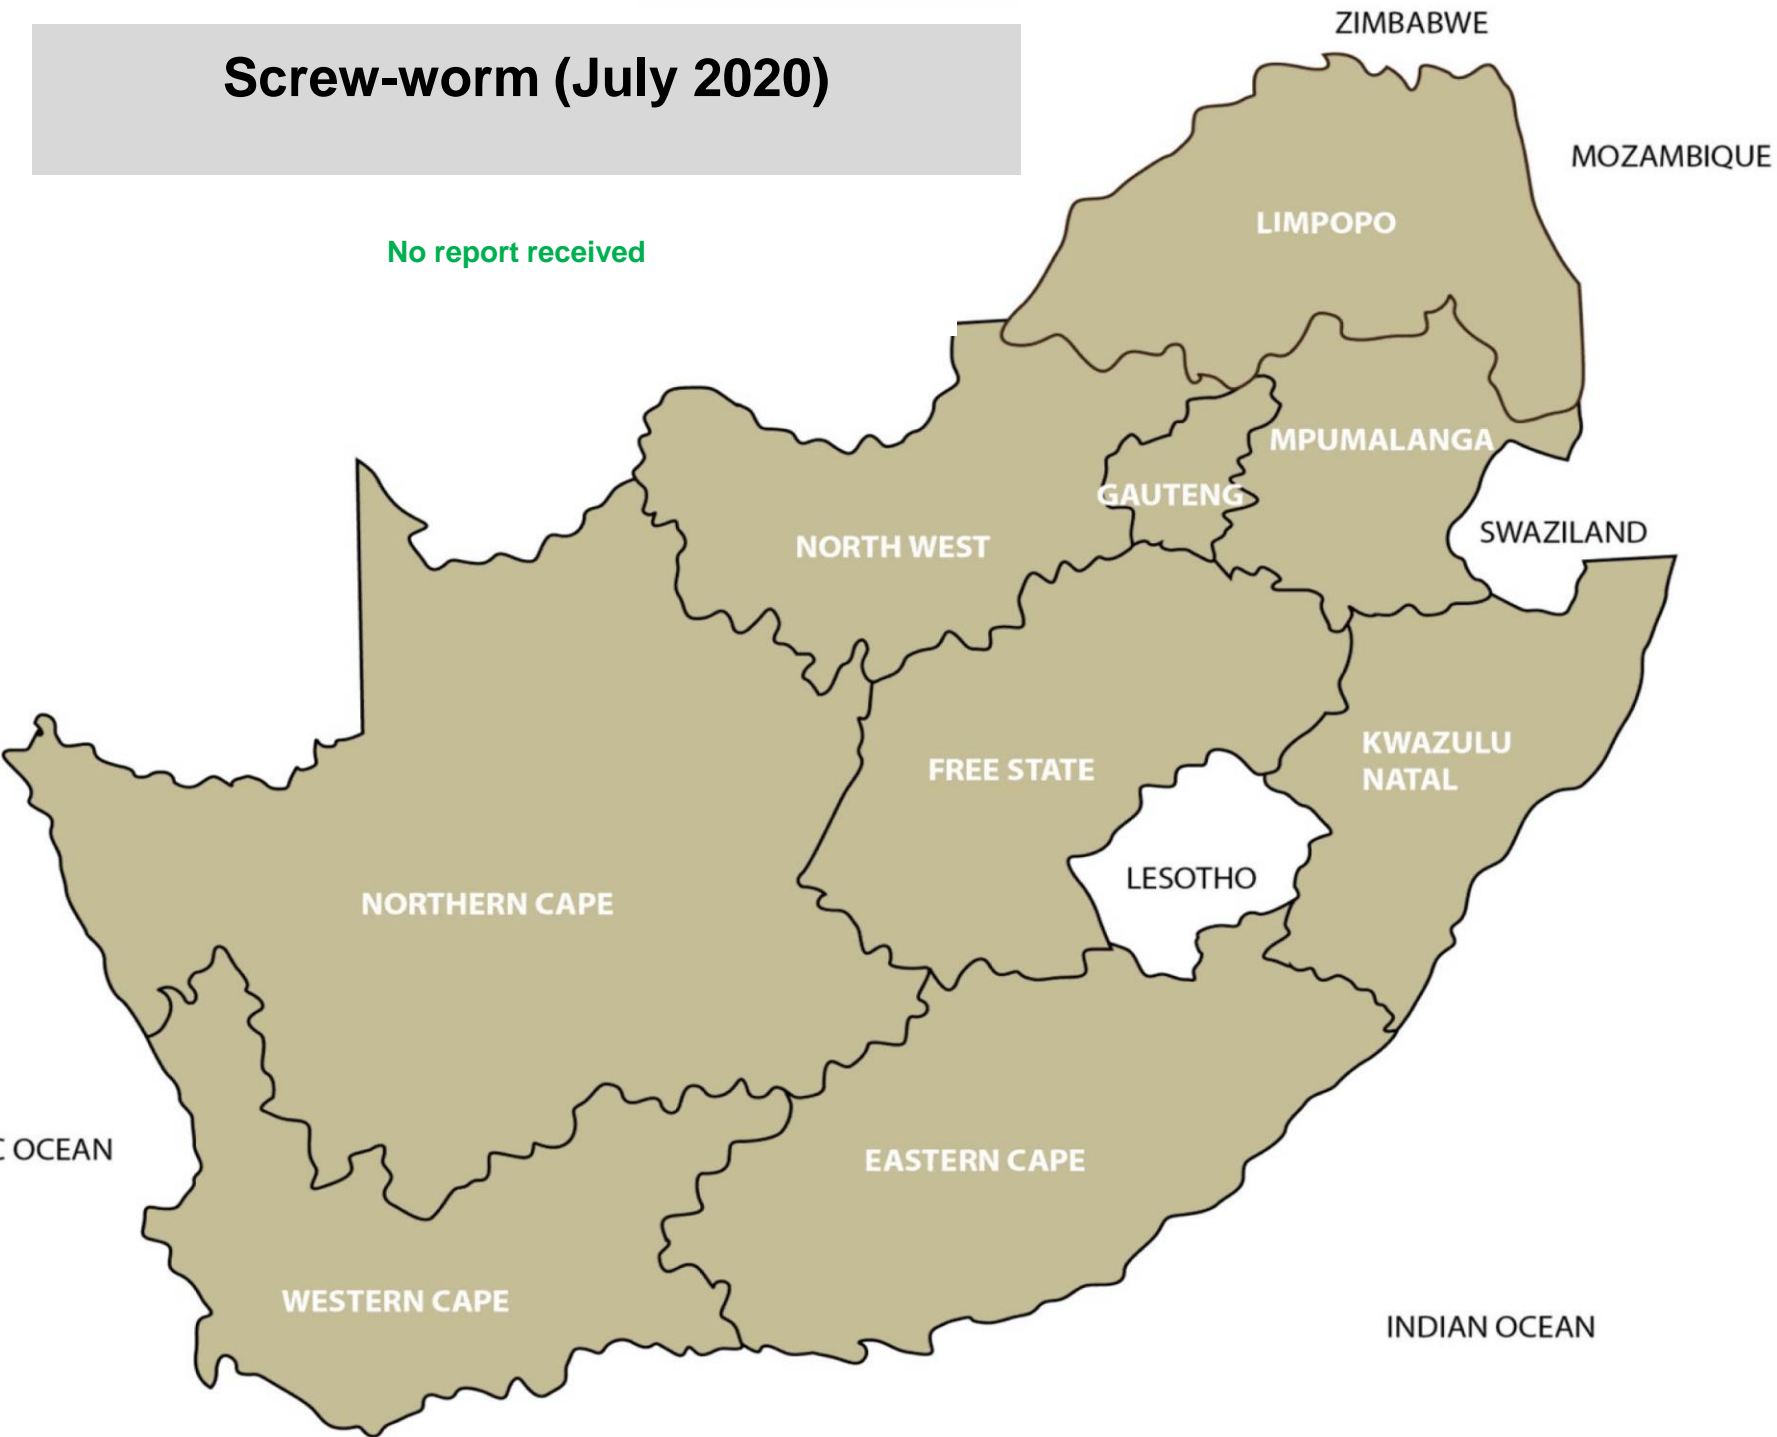 ZIMBABWE
Screw-worm (July 2020)
MOZAMBIQUE
LIMPOPO
No report received
MPUMALANGA
GAUTENG
SWAZILAND
NORTH WEST
KWAZULU
NATAL
FREE STATE
LESOTHO
NORTHERN CAPE
OCEAN
EASTERN CAPE
WESTERN CAPE
INDIAN OCEAN